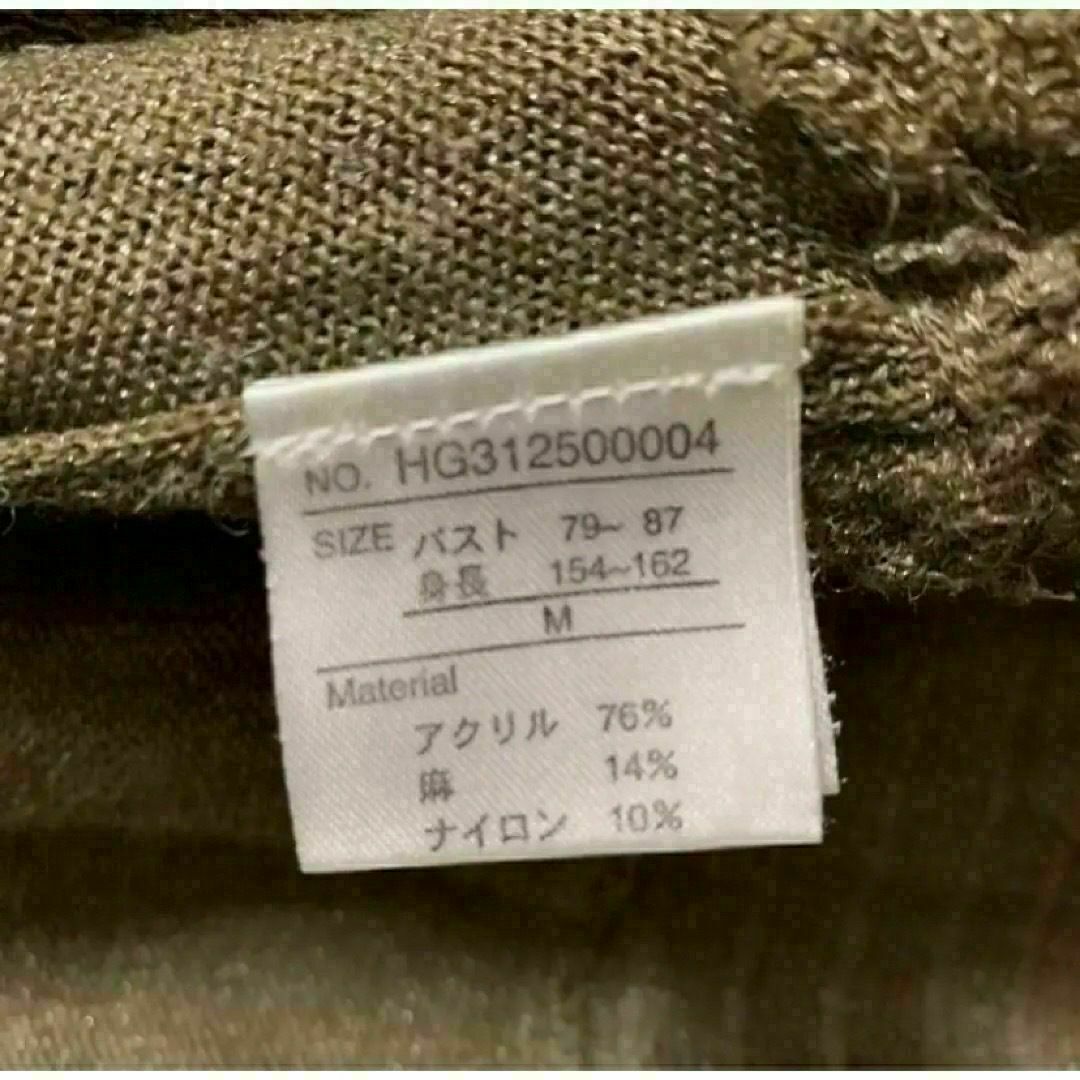 NO. HG312500004
SIZE バスト 79~ 87
身長 154~162
M
Material
アクリル 76%
麻 14%
ナイロン 10%